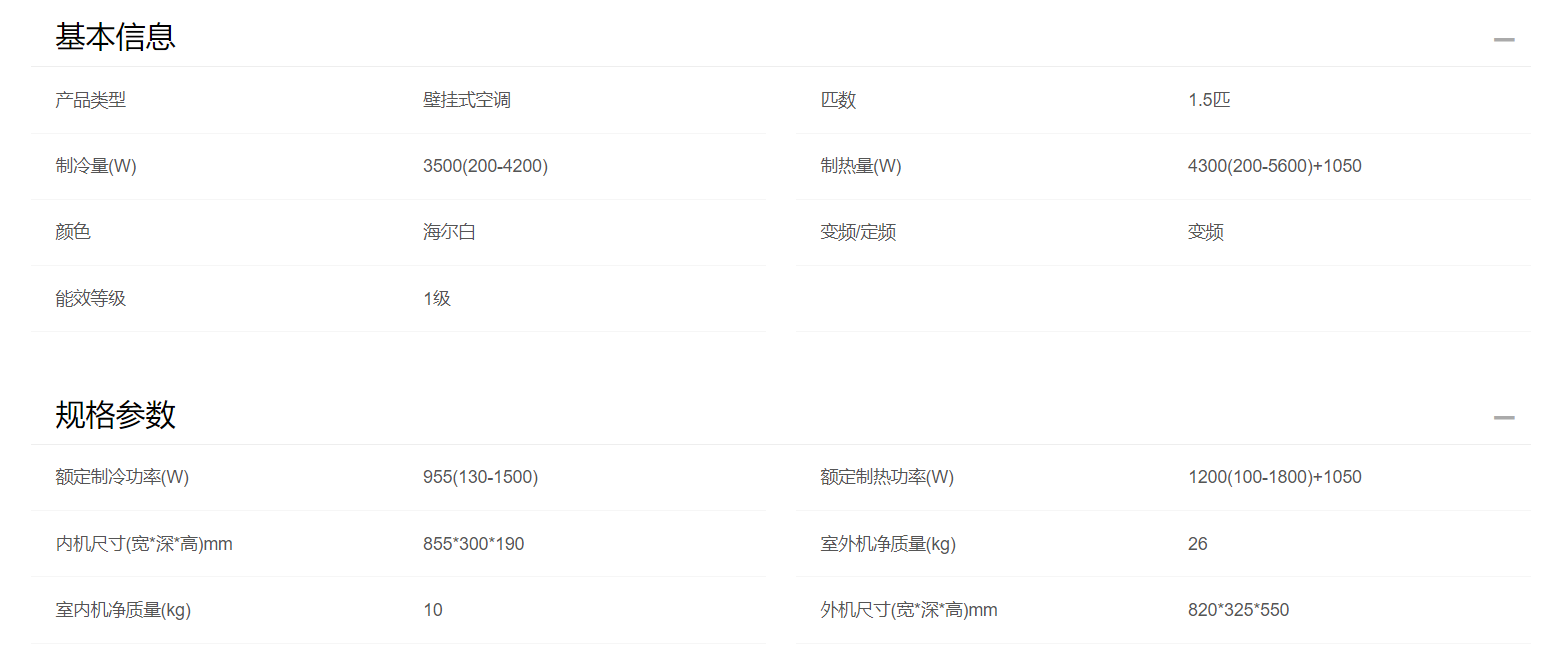 基本信息
产品类型 壁挂式空调 匹数 1.5匹
制冷量(W) 3500(200-4200) 制热量(W) 4300(200-5600)+1050
颜色 海尔白 变频/定频 变频
能效等级 1级
规格参数
额定制冷功率(W) 955(130-1500) 额定制热功率(W) 1200(100-1800)+1050
内机尺寸(宽*深*高)mm 855*300*190 室外机净质量(kg) 26
室内机净质量(kg) 10 外机尺寸(宽*深*高)mm 820*325*550